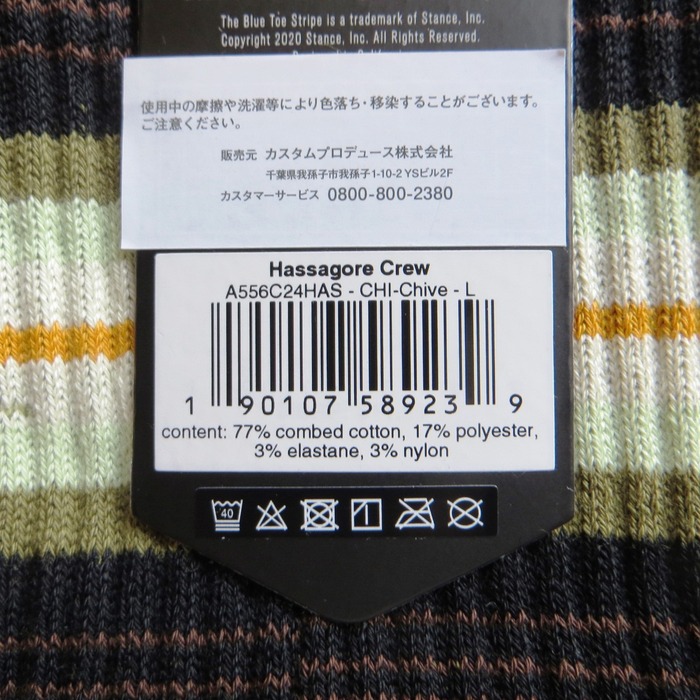 The Blue Toe Stripe is a trademark of Stance, Inc.
Copyright 2020 Stance, Inc. All Rights Reserved.
使用中の摩擦や洗濯等により色落ち・移染することがございます。
ご注意ください。
販売元 カスタムプロデュース株式会社
千葉県我孫子市我孫子1-10-2 YSビル2F
カスタマーサービス 0800-800-2380
Hassagore Crew
A556C24HAS - CHI-Chive - L
1 90107 58923 9
content: 77% combed cotton, 17% polyester,
3% elastane, 3% nylon
40